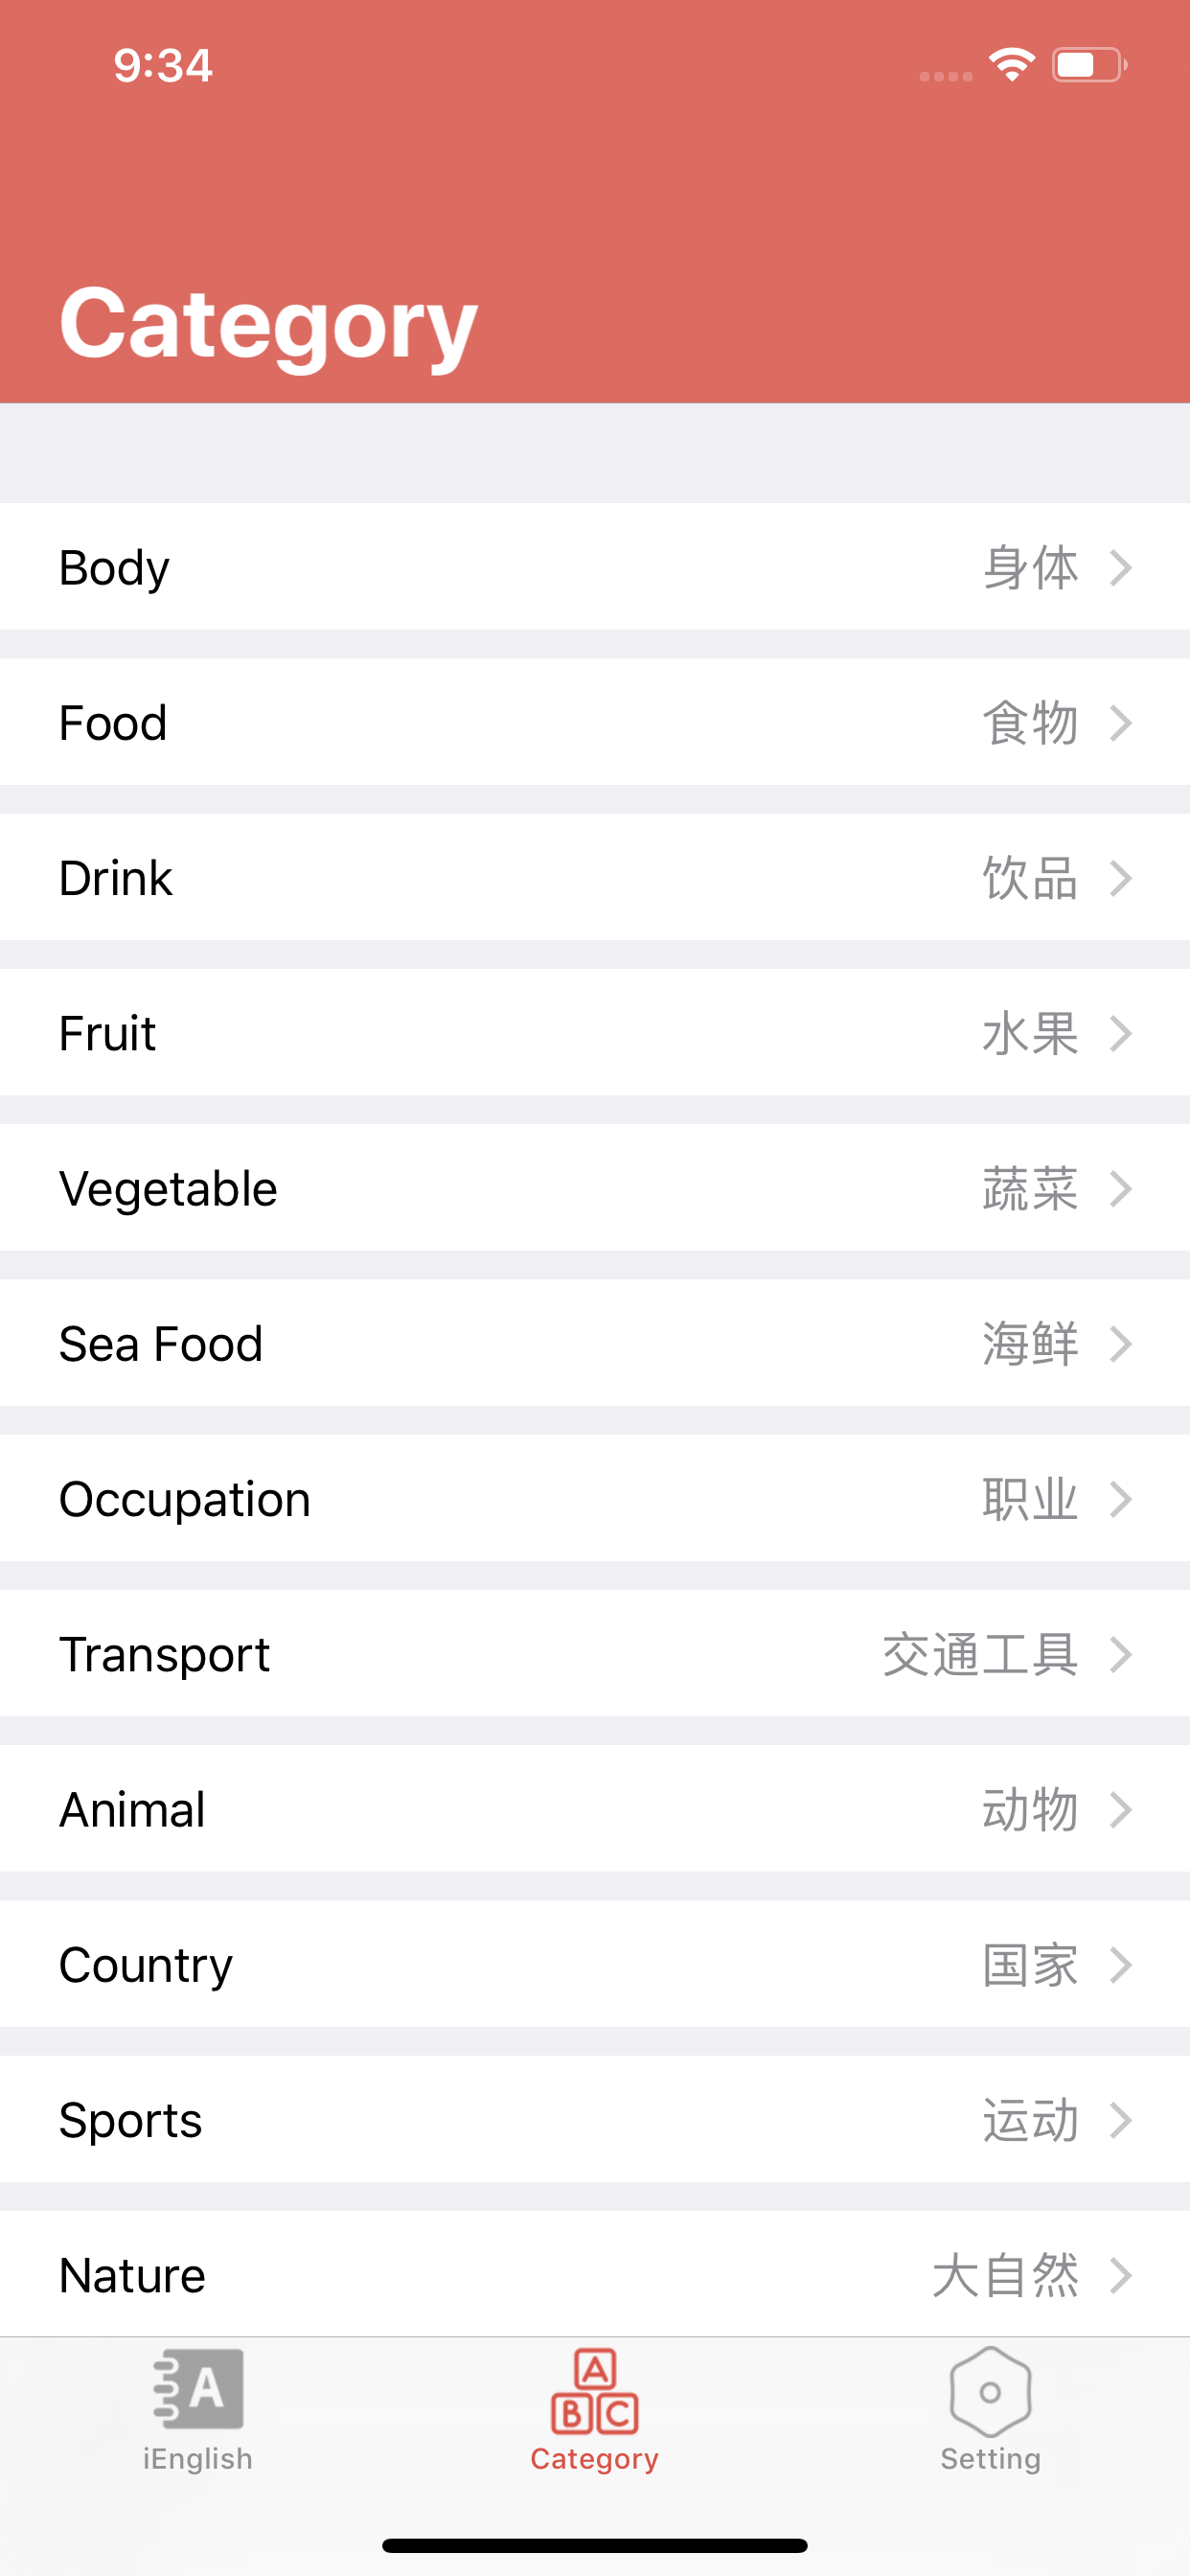 9:34
Category
Body 身体
Food 食物
Drink 饮品
Fruit 水果
Vegetable 蔬菜
Sea Food 海鲜
Occupation 职业
Transport 交通工具
Animal 动物
Country 国家
Sports 运动
Nature 大自然
A
A
B C
iEnglish Category Setting